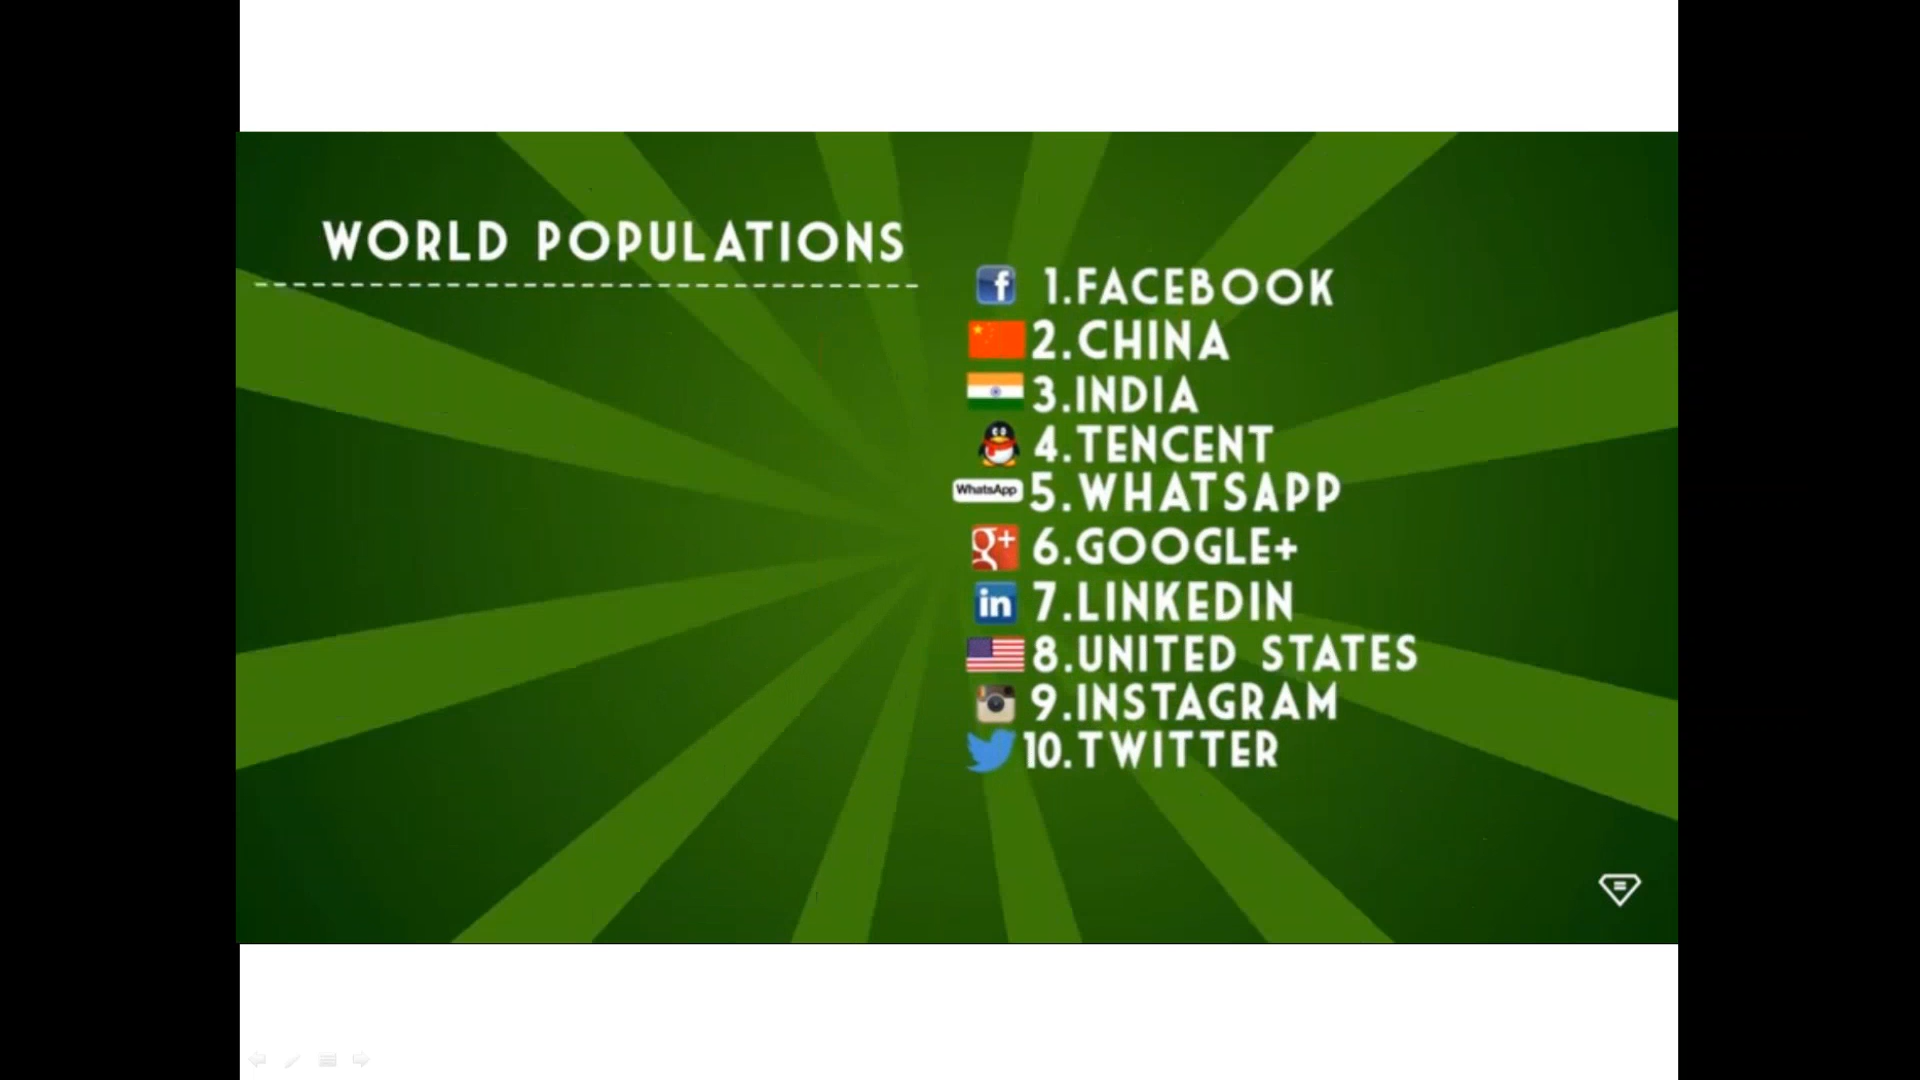 WORLD POPULATIONS
1.FACEBOOK
2.CHINA
3.INDIA
4.TENCENT
WhatsApp 5.WHATSAPP
g+ 6.GOOGLE+
in 7.LINKEDIN
8.UNITED STATES
9.INSTAGRAM
10.TWITTER